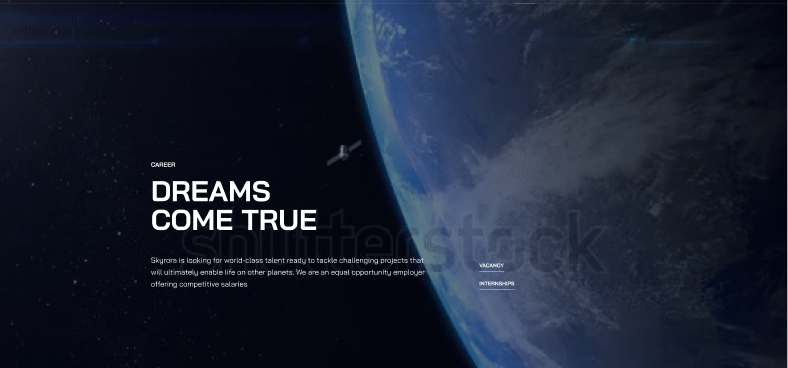 CAREER
DREAMS
COME TRUE
shutterstock
Skyrora is looking for world-class talent ready to tackle challenging projects that
will ultimately enable life on other planets. We are an equal opportunity employer
offering competitive salaries
VACANCY
INTERNSHIPS